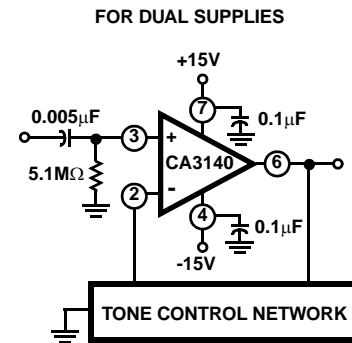 FOR DUAL SUPPLIES
+15V
7
0.1μF
0.005μF
3
+
CA3140
6
5.1MΩ
2
-
4
0.1μF
-15V
TONE CONTROL NETWORK